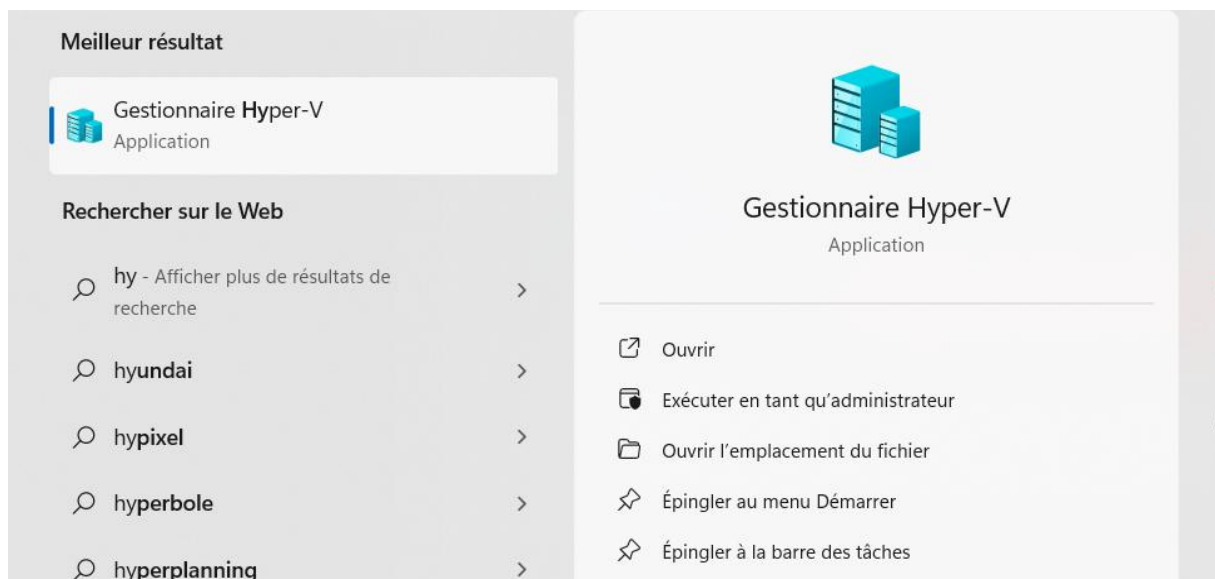 Meilleur résultat
Gestionnaire Hyper-V
Application
Rechercher sur le Web
hy - Afficher plus de résultats de
recherche
hyundai
hypixel
hyperbole
hyperplanning
Gestionnaire Hyper-V
Application
Ouvrir
Exécuter en tant qu'administrateur
Ouvrir l'emplacement du fichier
Épingler au menu Démarrer
Épingler à la barre des tâches